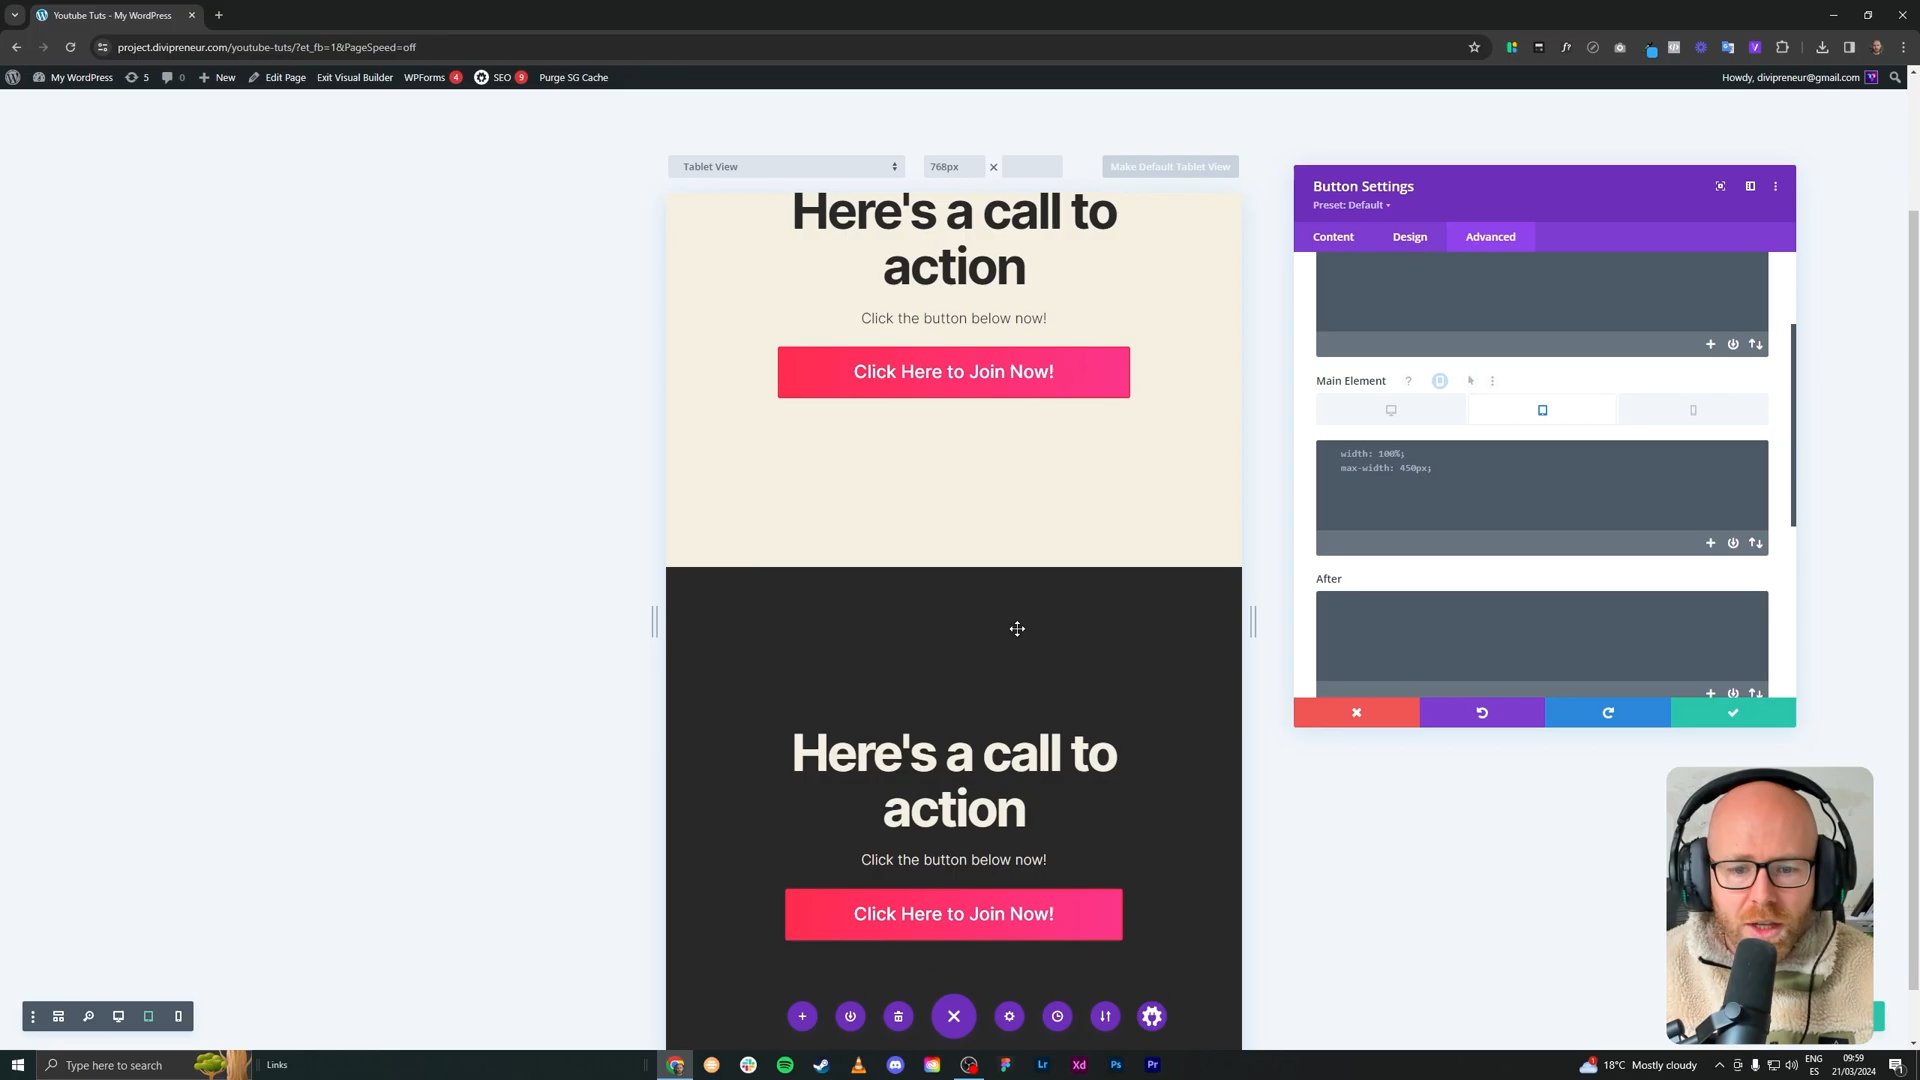 Youtube Tuts - My WordPress
project.divipreneur.com/youtube-tuts/?et_fb=1&PageSpeed=off
My WordPress 5 0 New Edit Page Exit Visual Builder WPForms 4 SEO 9 Purge SG Cache Howdy, divipreneur@gmail.com
Tablet View 768px Make Default Tablet View
Here's a call to
action
Click the button below now!
Click Here to Join Now!
Here's a call to
action
Click the button below now!
Click Here to Join Now!
Button Settings
Preset: Default
Content Design Advanced
Main Element
width: 100%;
max-width: 450px;
After
Type here to search
Links
Lr
Xd
Ps
Pr
18°C Mostly cloudy
ENG
ES
09:59
21/03/2024